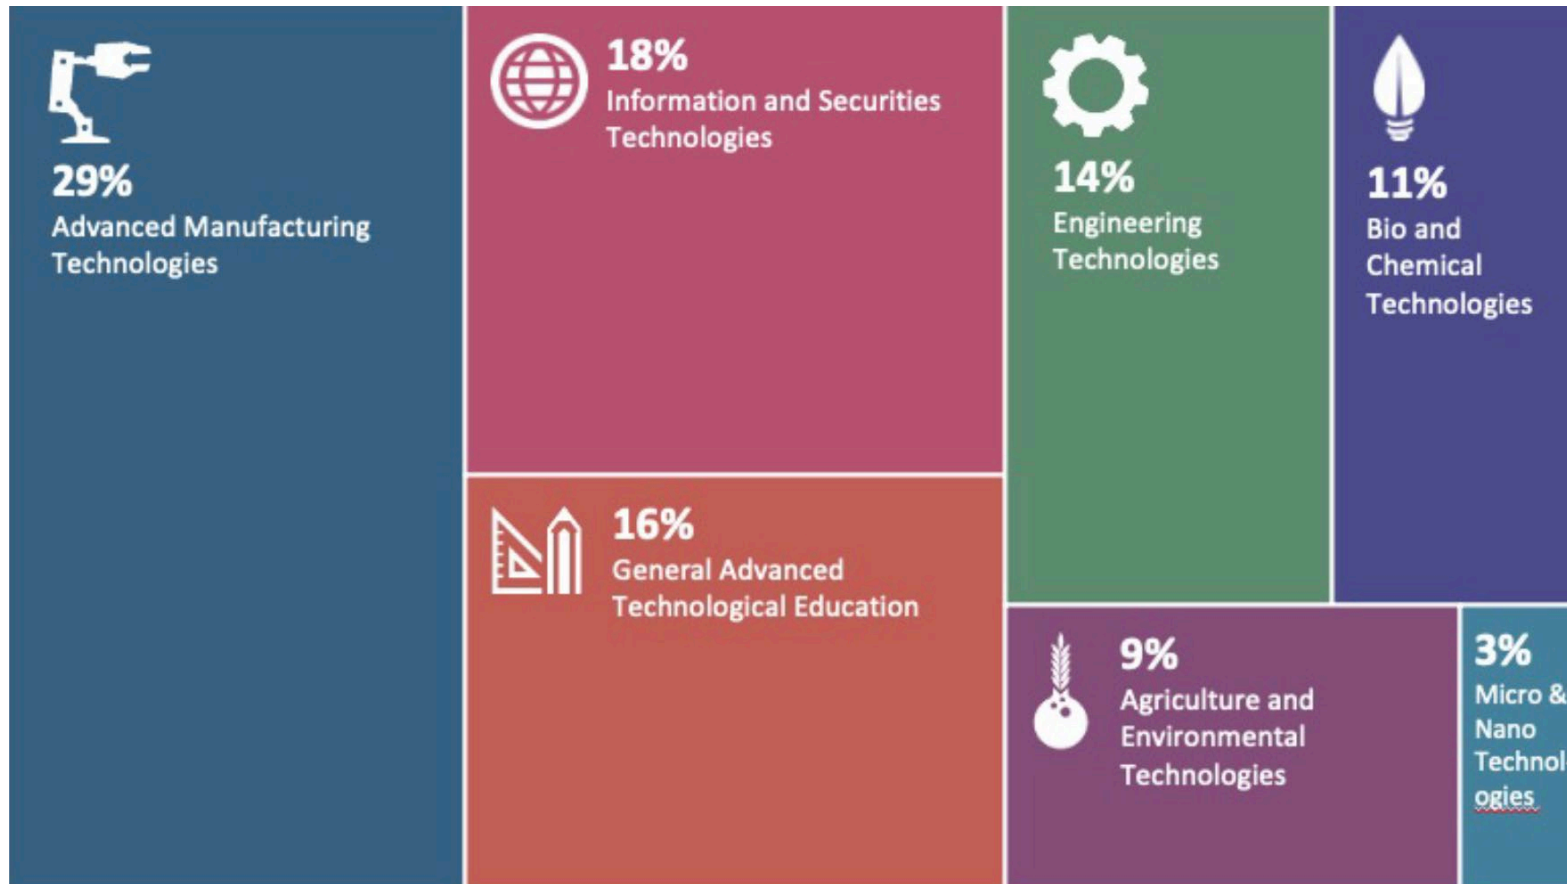 29%
Advanced Manufacturing
Technologies
18%
Information and Securities
Technologies
16%
General Advanced
Technological Education
14%
Engineering
Technologies
11%
Bio and
Chemical
Technologies
9%
Agriculture and
Environmental
Technologies
3%
Micro &
Nano
Technol-
ogies